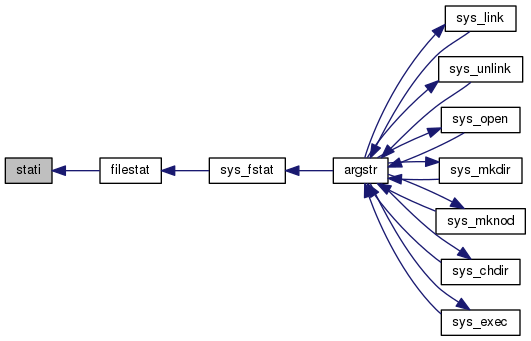 stati
filestat
sys_fstat
argstr
sys_link
sys_unlink
sys_open
sys_mkdir
sys_mknod
sys_chdir
sys_exec